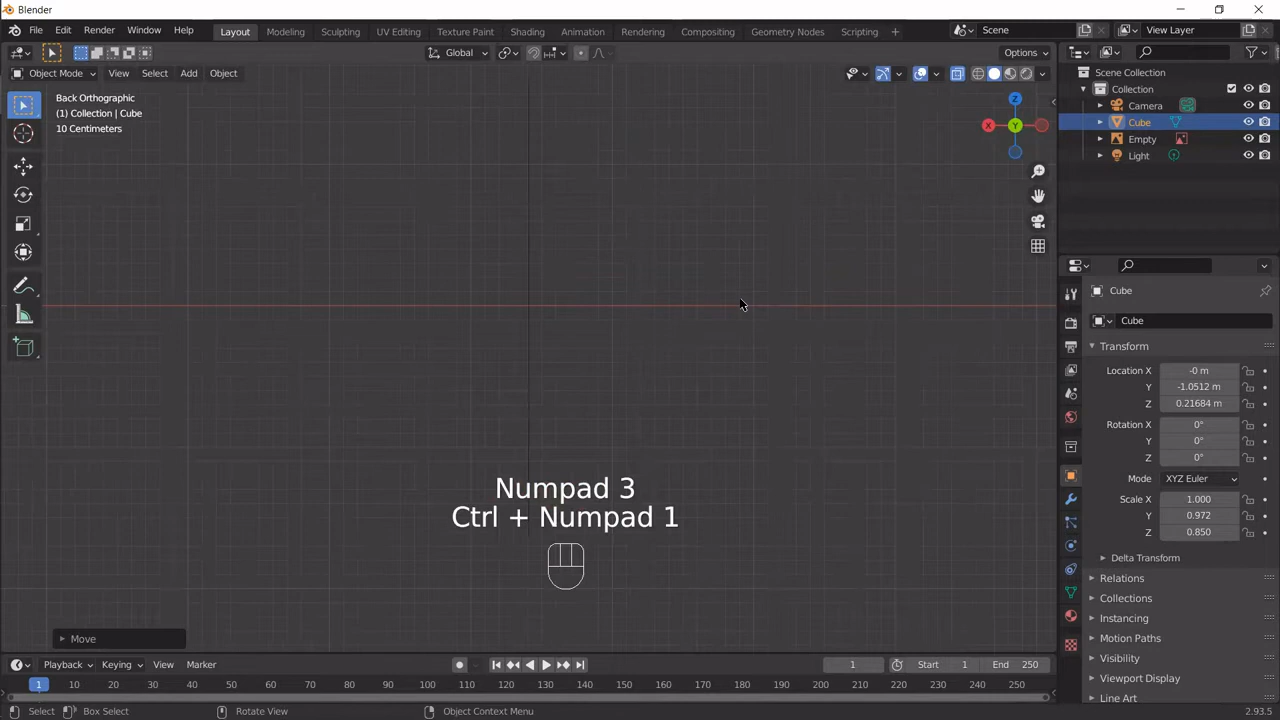 Blender
File Edit Render Window Help Layout Modeling Sculpting UV Editing Texture Paint Shading Animation Rendering Compositing Geometry Nodes Scripting + Scene View Layer
Global Options
Object Mode View Select Add Object
Back Orthographic
(1) Collection | Cube
10 Centimeters
Z
X Y
Scene Collection
Collection
Camera
Cube
Empty
Light
Cube
Cube
Transform
Location X -0 m
Y -1.0512 m
Z 0.21684 m
Rotation X 0°
Y 0°
Z 0°
Mode XYZ Euler
Scale X 1.000
Y 0.972
Z 0.850
Delta Transform
Relations
Collections
Instancing
Motion Paths
Visibility
Viewport Display
Line Art
Numpad 3
Ctrl + Numpad 1
Move
Playback Keying View Marker 1 Start 1 End 250
1 10 20 30 40 50 60 70 80 90 100 110 120 130 140 150 160 170 180 190 200 210 220 230 240 250
Select Box Select Rotate View Object Context Menu 2.93.5